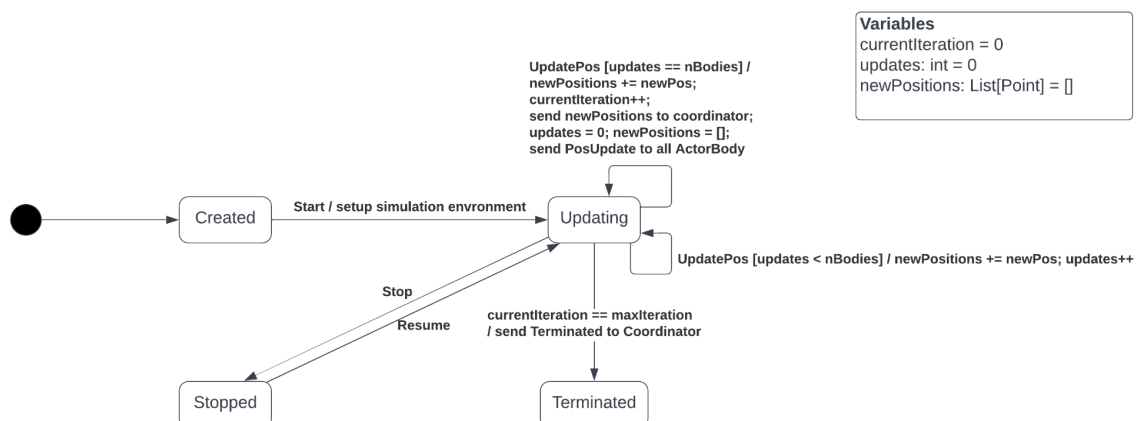 Variables
currentIteration = 0
updates: int = 0
newPositions: List[Point] = []
UpdatePos [updates == nBodies] /
newPositions += newPos;
currentIteration++;
send newPositions to coordinator;
updates = 0; newPositions = [];
send PosUpdate to all ActorBody
Created
Start / setup simulation envronment
Updating
UpdatePos [updates < nBodies] / newPositions += newPos; updates++
Stop
Resume
currentIteration == maxIteration
/ send Terminated to Coordinator
Stopped
Terminated